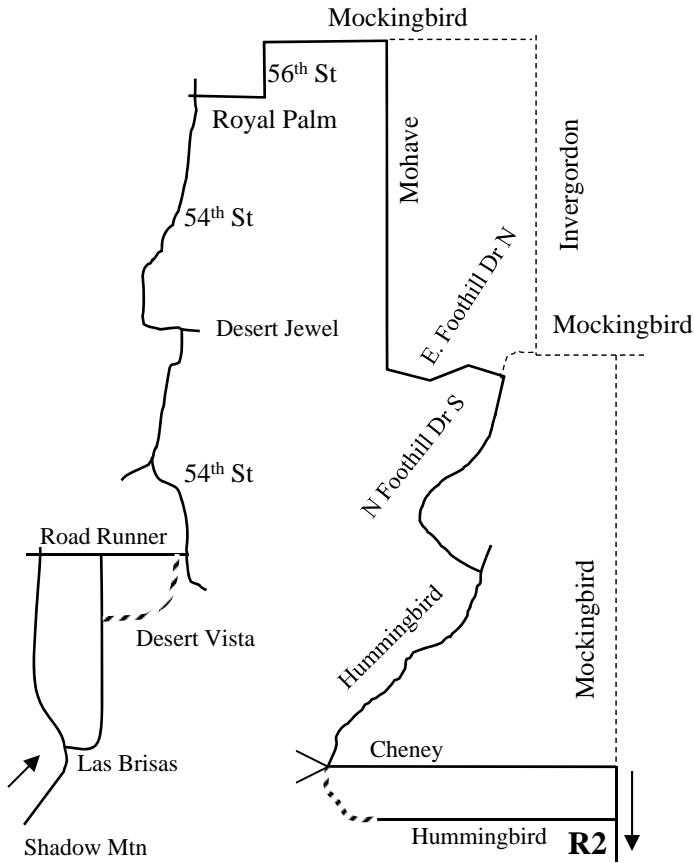 Mockingbird
56th St
Royal Palm
Mohave
Invergordon
54th St
E. Foothill Dr N
Desert Jewel
Mockingbird
N Foothill Dr S
54th St
Road Runner
Desert Vista
Hummingbird
Mockingbird
Las Brisas
Cheney
Shadow Mtn
Hummingbird
R2